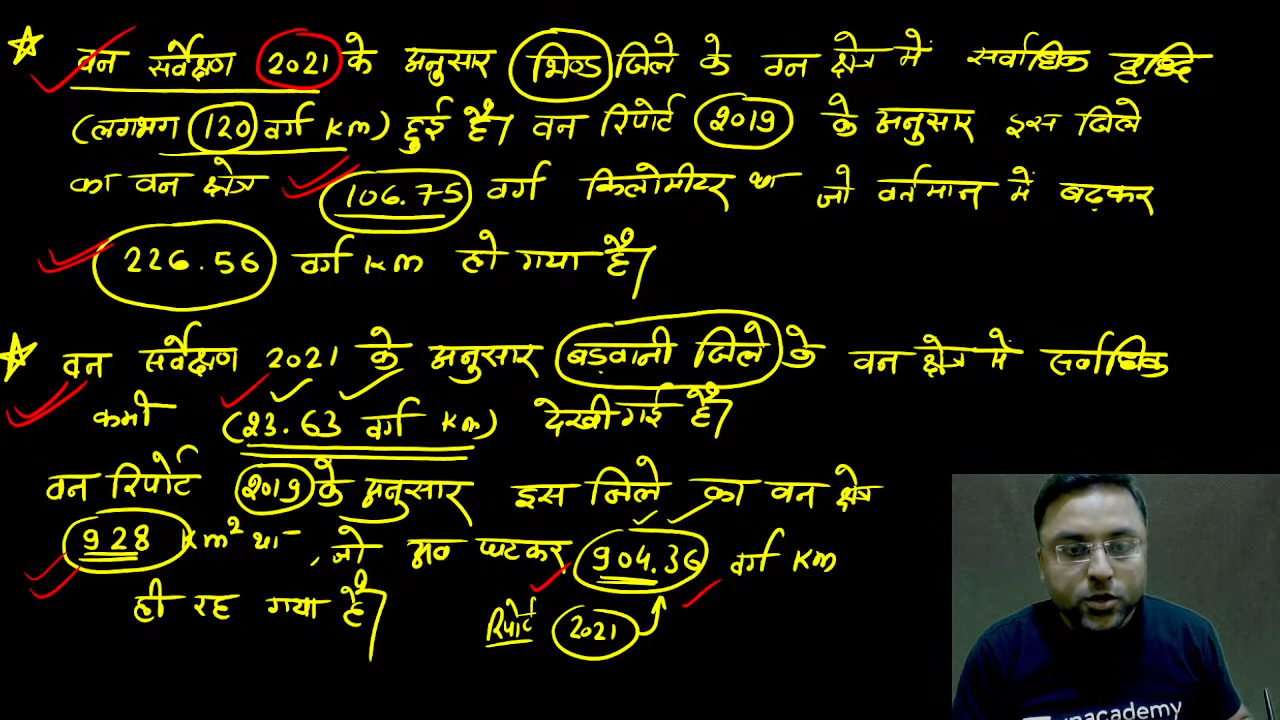 वन सर्वेक्षण 2021 के अनुसार भिण्ड जिले के वन क्षेत्र में सर्वाधिक वृद्धि
(लगभग 120 वर्ग Km) हुई है। वन रिपोर्ट 2019 के अनुसार इस जिले
का वन क्षेत्र 106.75 वर्ग किलोमीटर था जो वर्तमान में बढ़कर
226.56 वर्ग Km हो गया है।
वन सर्वेक्षण 2021 के अनुसार बड़वानी जिले के वन क्षेत्र में सर्वाधिक
कमी (23.63 वर्ग Km) देखी गई है।
वन रिपोर्ट 2019 के अनुसार इस जिले का वन क्षेत्र
928 Km² था, जो अब घटकर 904.36 वर्ग Km
ही रह गया है।
रिपोर्ट 2021
unacademy